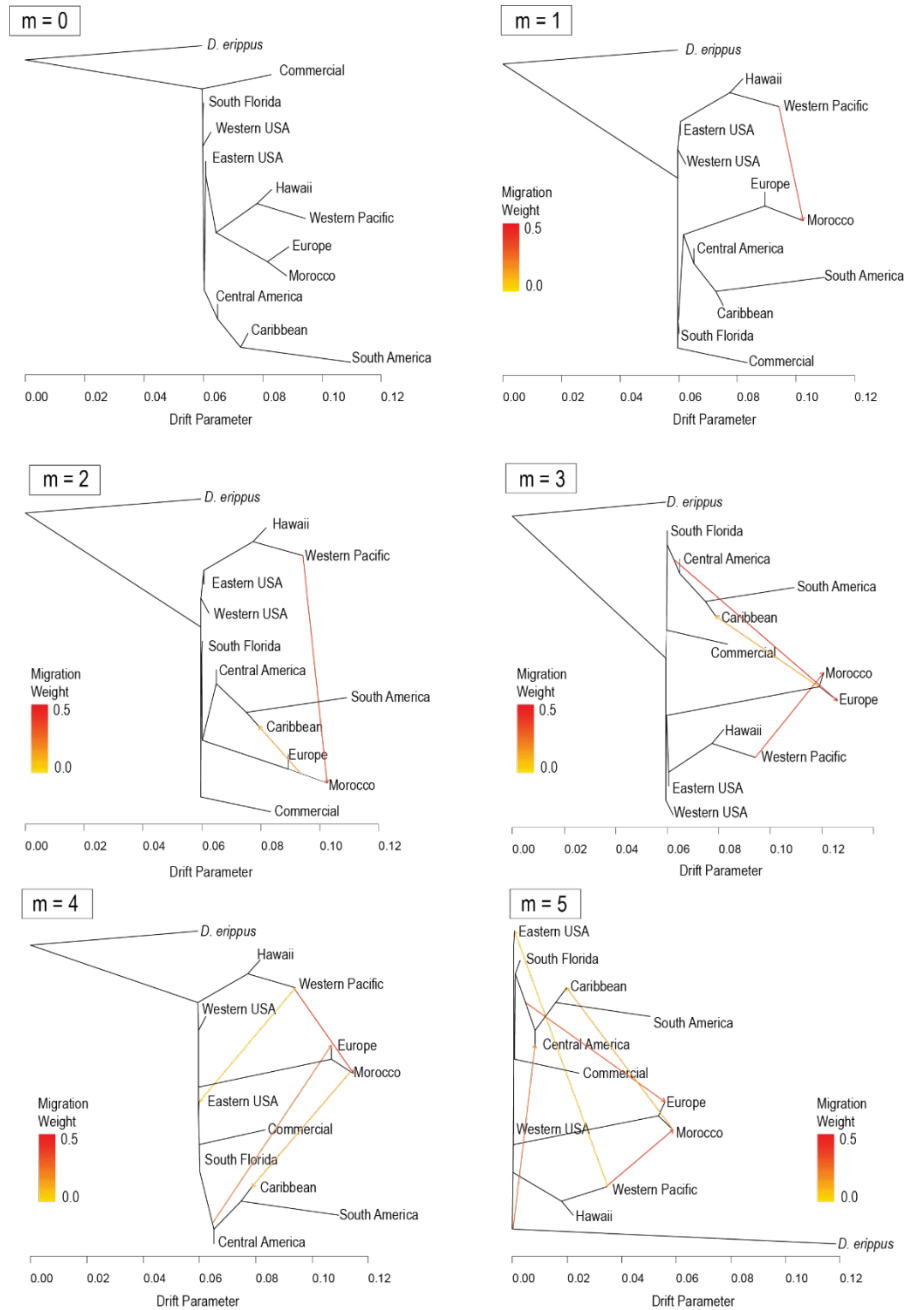 m = 0
D. erippus
Commercial
South Florida
Western USA
Eastern USA
Hawaii
Western Pacific
Europe
Morocco
Central America
Caribbean
South America
0.00 0.02 0.04 0.06 0.08 0.10 0.12
Drift Parameter
m = 1
D. erippus
Hawaii
Western Pacific
Eastern USA
Western USA
Europe
Morocco
Central America
South America
Caribbean
South Florida
Commercial
Migration
Weight
0.5
0.0
0.00 0.02 0.04 0.06 0.08 0.10 0.12
Drift Parameter
m = 2
D. erippus
Hawaii
Western Pacific
Eastern USA
Western USA
South Florida
Central America
South America
Caribbean
Europe
Morocco
Commercial
Migration
Weight
0.5
0.0
0.00 0.02 0.04 0.06 0.08 0.10 0.12
Drift Parameter
m = 3
D. erippus
South Florida
Central America
South America
Caribbean
Commercial
Morocco
Europe
Hawaii
Western Pacific
Eastern USA
Western USA
Migration
Weight
0.5
0.0
0.00 0.02 0.04 0.06 0.08 0.10 0.12
Drift Parameter
m = 4
D. erippus
Hawaii
Western Pacific
Western USA
Europe
Morocco
Eastern USA
Commercial
South Florida
Caribbean
South America
Central America
Migration
Weight
0.5
0.0
0.00 0.02 0.04 0.06 0.08 0.10 0.12
Drift Parameter
m = 5
Eastern USA
South Florida
Caribbean
South America
Central America
Commercial
Europe
Western USA
Morocco
Western Pacific
Hawaii
D. erippus
Migration
Weight
0.5
0.0
0.00 0.02 0.04 0.06 0.08 0.10 0.12
Drift Parameter